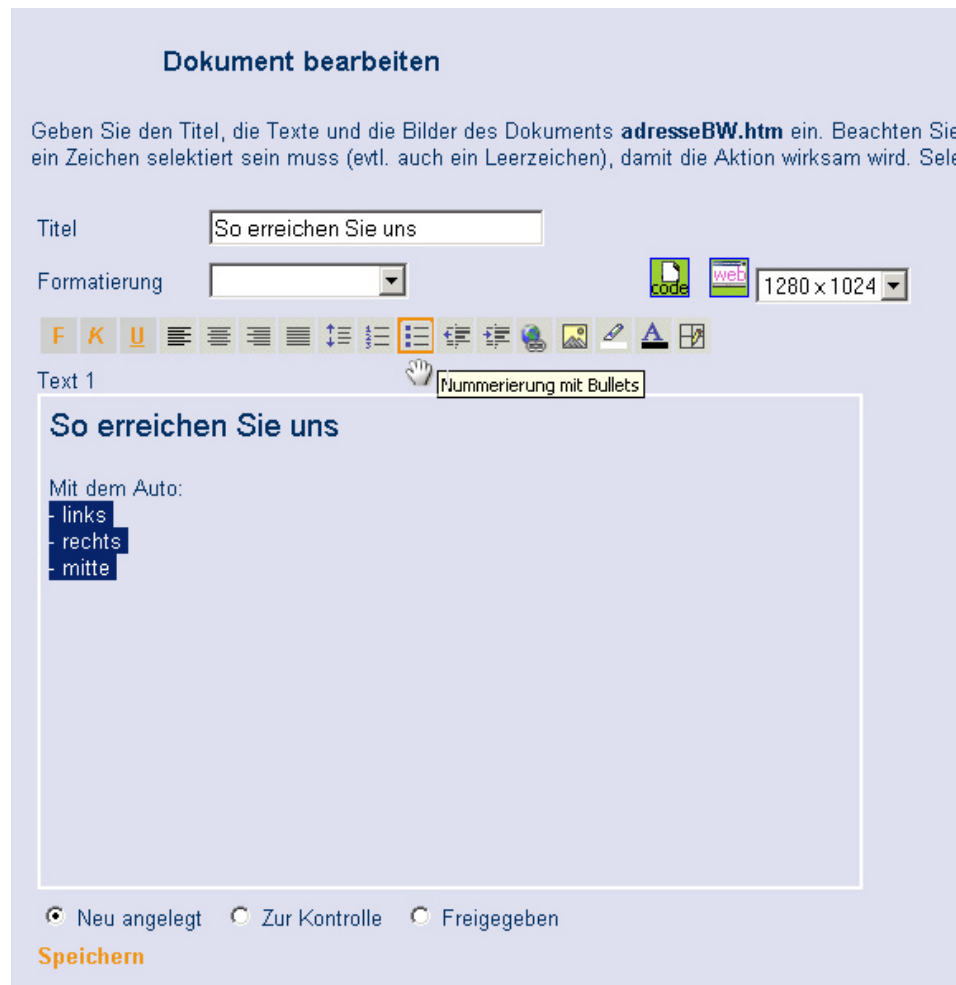 Dokument bearbeiten
Geben Sie den Titel, die Texte und die Bilder des Dokuments adresseBW.htm ein. Beachten Sie
ein Zeichen selektiert sein muss (evtl. auch ein Leerzeichen), damit die Aktion wirksam wird. Sele
Titel So erreichen Sie uns
Formatierung code web 1280 x 1024
F K U A
Text 1 Nummerierung mit Bullets
So erreichen Sie uns
Mit dem Auto:
- links
- rechts
- mitte
Neu angelegt Zur Kontrolle Freigegeben
Speichern